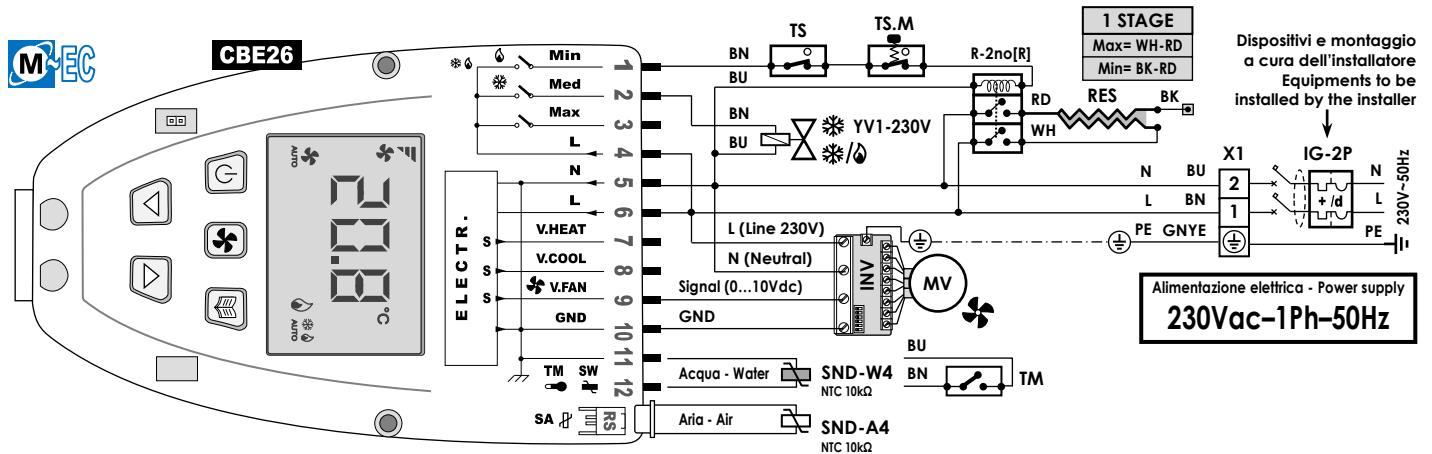 M~EC
CBE26
AUTO
20.8
°C
AUTO
Min
Med
Max
L
N
L
V.HEAT
V.COOL
V.FAN
GND
S
S
S
ELECTR.
TM
SW
SA
RS
1
2
3
4
5
6
7
8
9
10
11
12
TS
TS.M
BN
BU
BN
BU
YV1-230V
R-2no[R]
RD
WH
RES
BK
1 STAGE
Max= WH-RD
Min= BK-RD
Dispositivi e montaggio
a cura dell'installatore
Equipments to be
installed by the installer
N
BU
X1
2
IG-2P
N
L
BN
1
+ /d
L
230V~50Hz
PE
GNYE
PE
L (Line 230V)
N (Neutral)
Signal (0...10Vdc)
GND
INV
MV
Alimentazione elettrica - Power supply
230Vac–1Ph–50Hz
Acqua - Water
SND-W4
NTC 10kΩ
BU
BN
TM
Aria - Air
SND-A4
NTC 10kΩ